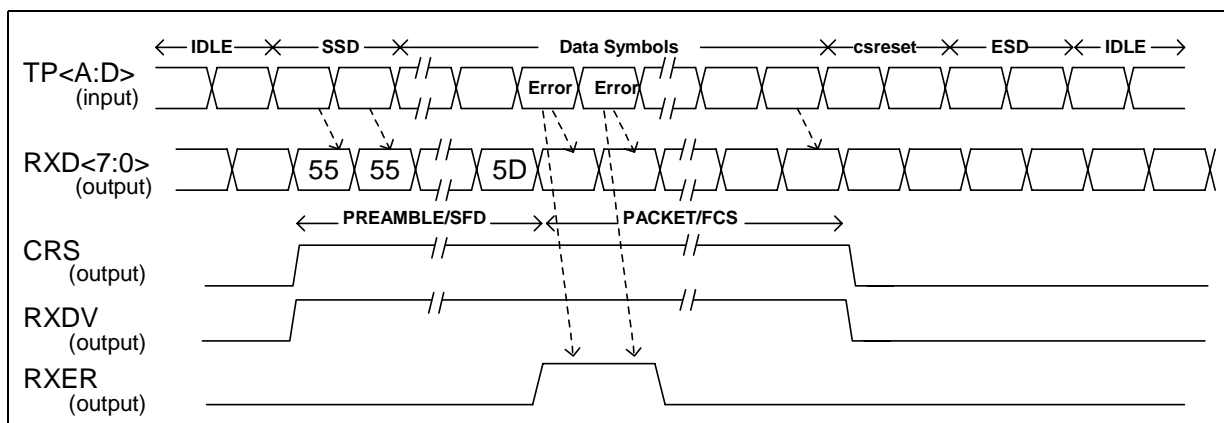 IDLE SSD Data Symbols csreset ESD IDLE
TP<A:D>
(input)
Error Error
RXD<7:0>
(output)
55 55 5D
PREAMBLE/SFD PACKET/FCS
CRS
(output)
RXDV
(output)
RXER
(output)